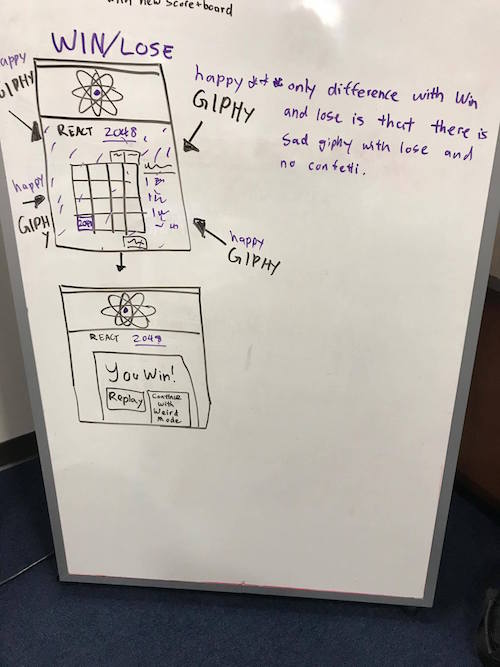 with new scoreboard
WIN/LOSE
happy
GIPHY
REACT 2048
2048
happy
GIPHY
happy
GIPHY
happy
GIPHY
*** only difference with Win
and lose is that there is
sad giphy with lose and
no confetti.
REACT 2048
You Win!
Replay
Continue
with
Weird
Mode